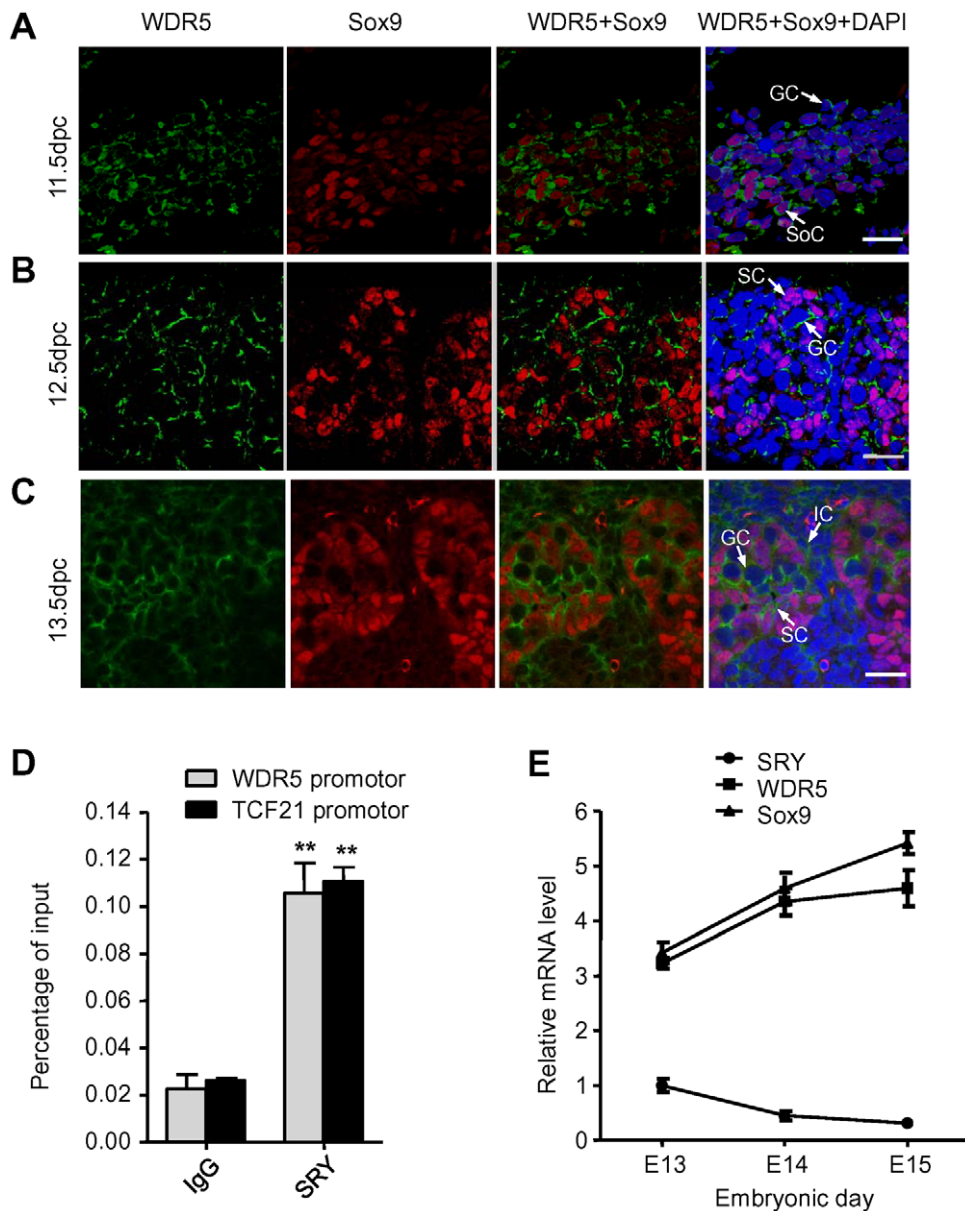 A
WDR5 Sox9 WDR5+Sox9 WDR5+Sox9+DAPI
11.5dpc
GC
SoC
B
12.5dpc
SC
GC
C
13.5dpc
IC
GC
SC
D
WDR5 promotor
TCF21 promotor
Percentage of input
0.14
0.12
0.10
0.08
0.06
0.04
0.02
0.00
** **
IgG SRY
E
SRY
WDR5
Sox9
Relative mRNA level
6
5
4
3
2
1
0
E13 E14 E15
Embryonic day